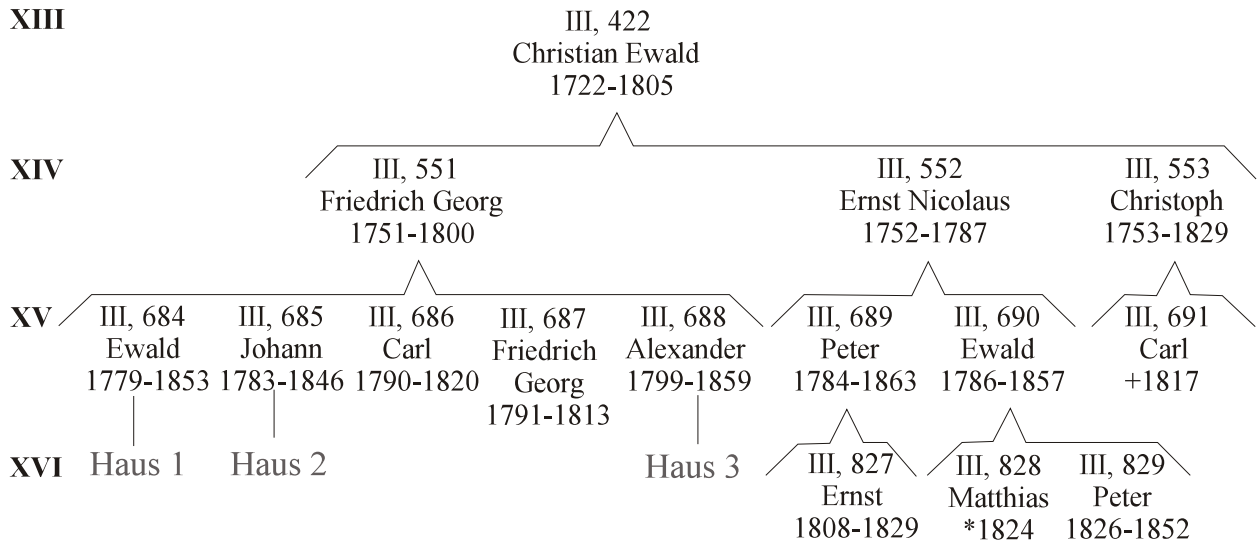 XIII
III, 422
Christian Ewald
1722-1805
XIV
III, 551
Friedrich Georg
1751-1800
III, 552
Ernst Nicolaus
1752-1787
III, 553
Christoph
1753-1829
XV
III, 684
Ewald
1779-1853
III, 685
Johann
1783-1846
III, 686
Carl
1790-1820
III, 687
Friedrich
Georg
1791-1813
III, 688
Alexander
1799-1859
III, 689
Peter
1784-1863
III, 690
Ewald
1786-1857
III, 691
Carl
+1817
XVI
Haus 1
Haus 2
Haus 3
III, 827
Ernst
1808-1829
III, 828
Matthias
*1824
III, 829
Peter
1826-1852